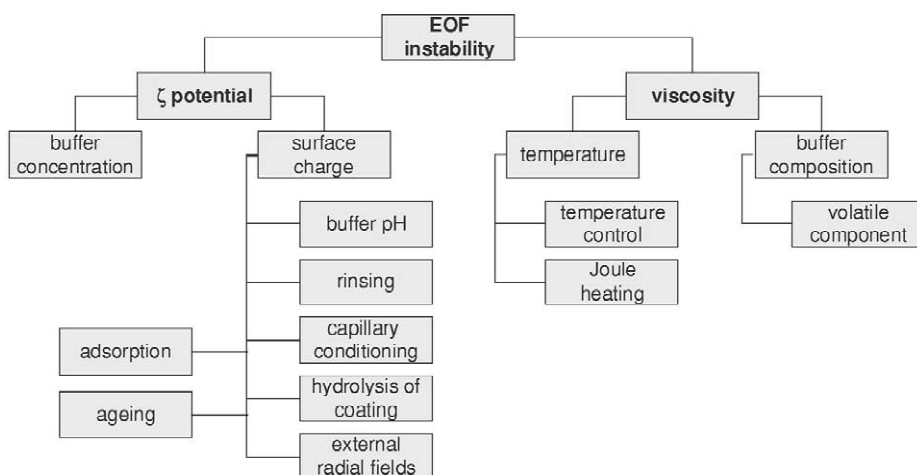 EOF
instability
ζ potential
viscosity
buffer
concentration
surface
charge
temperature
buffer
composition
buffer pH
temperature
control
volatile
component
rinsing
Joule
heating
adsorption
capillary
conditioning
ageing
hydrolysis of
coating
external
radial fields